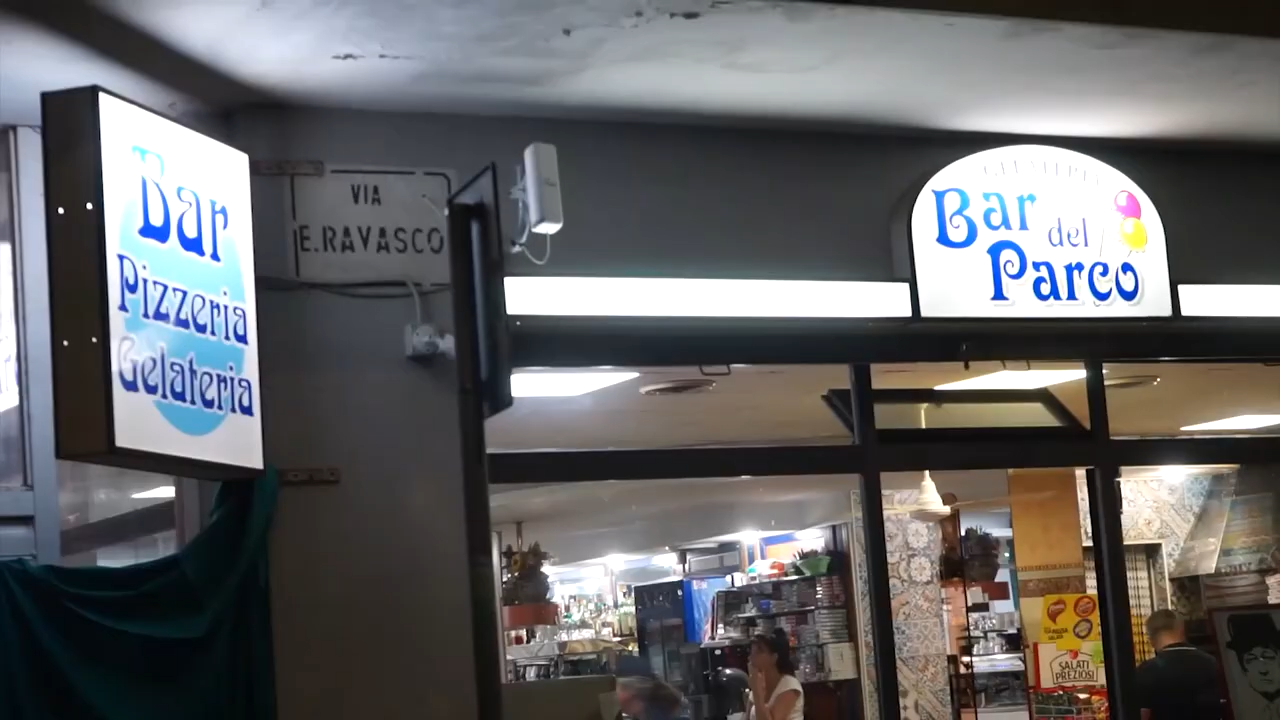 Bar
Pizzeria
Gelateria
VIA
E.RAVASCO
Bar
del
Parco
SALATI
PREZIOSI